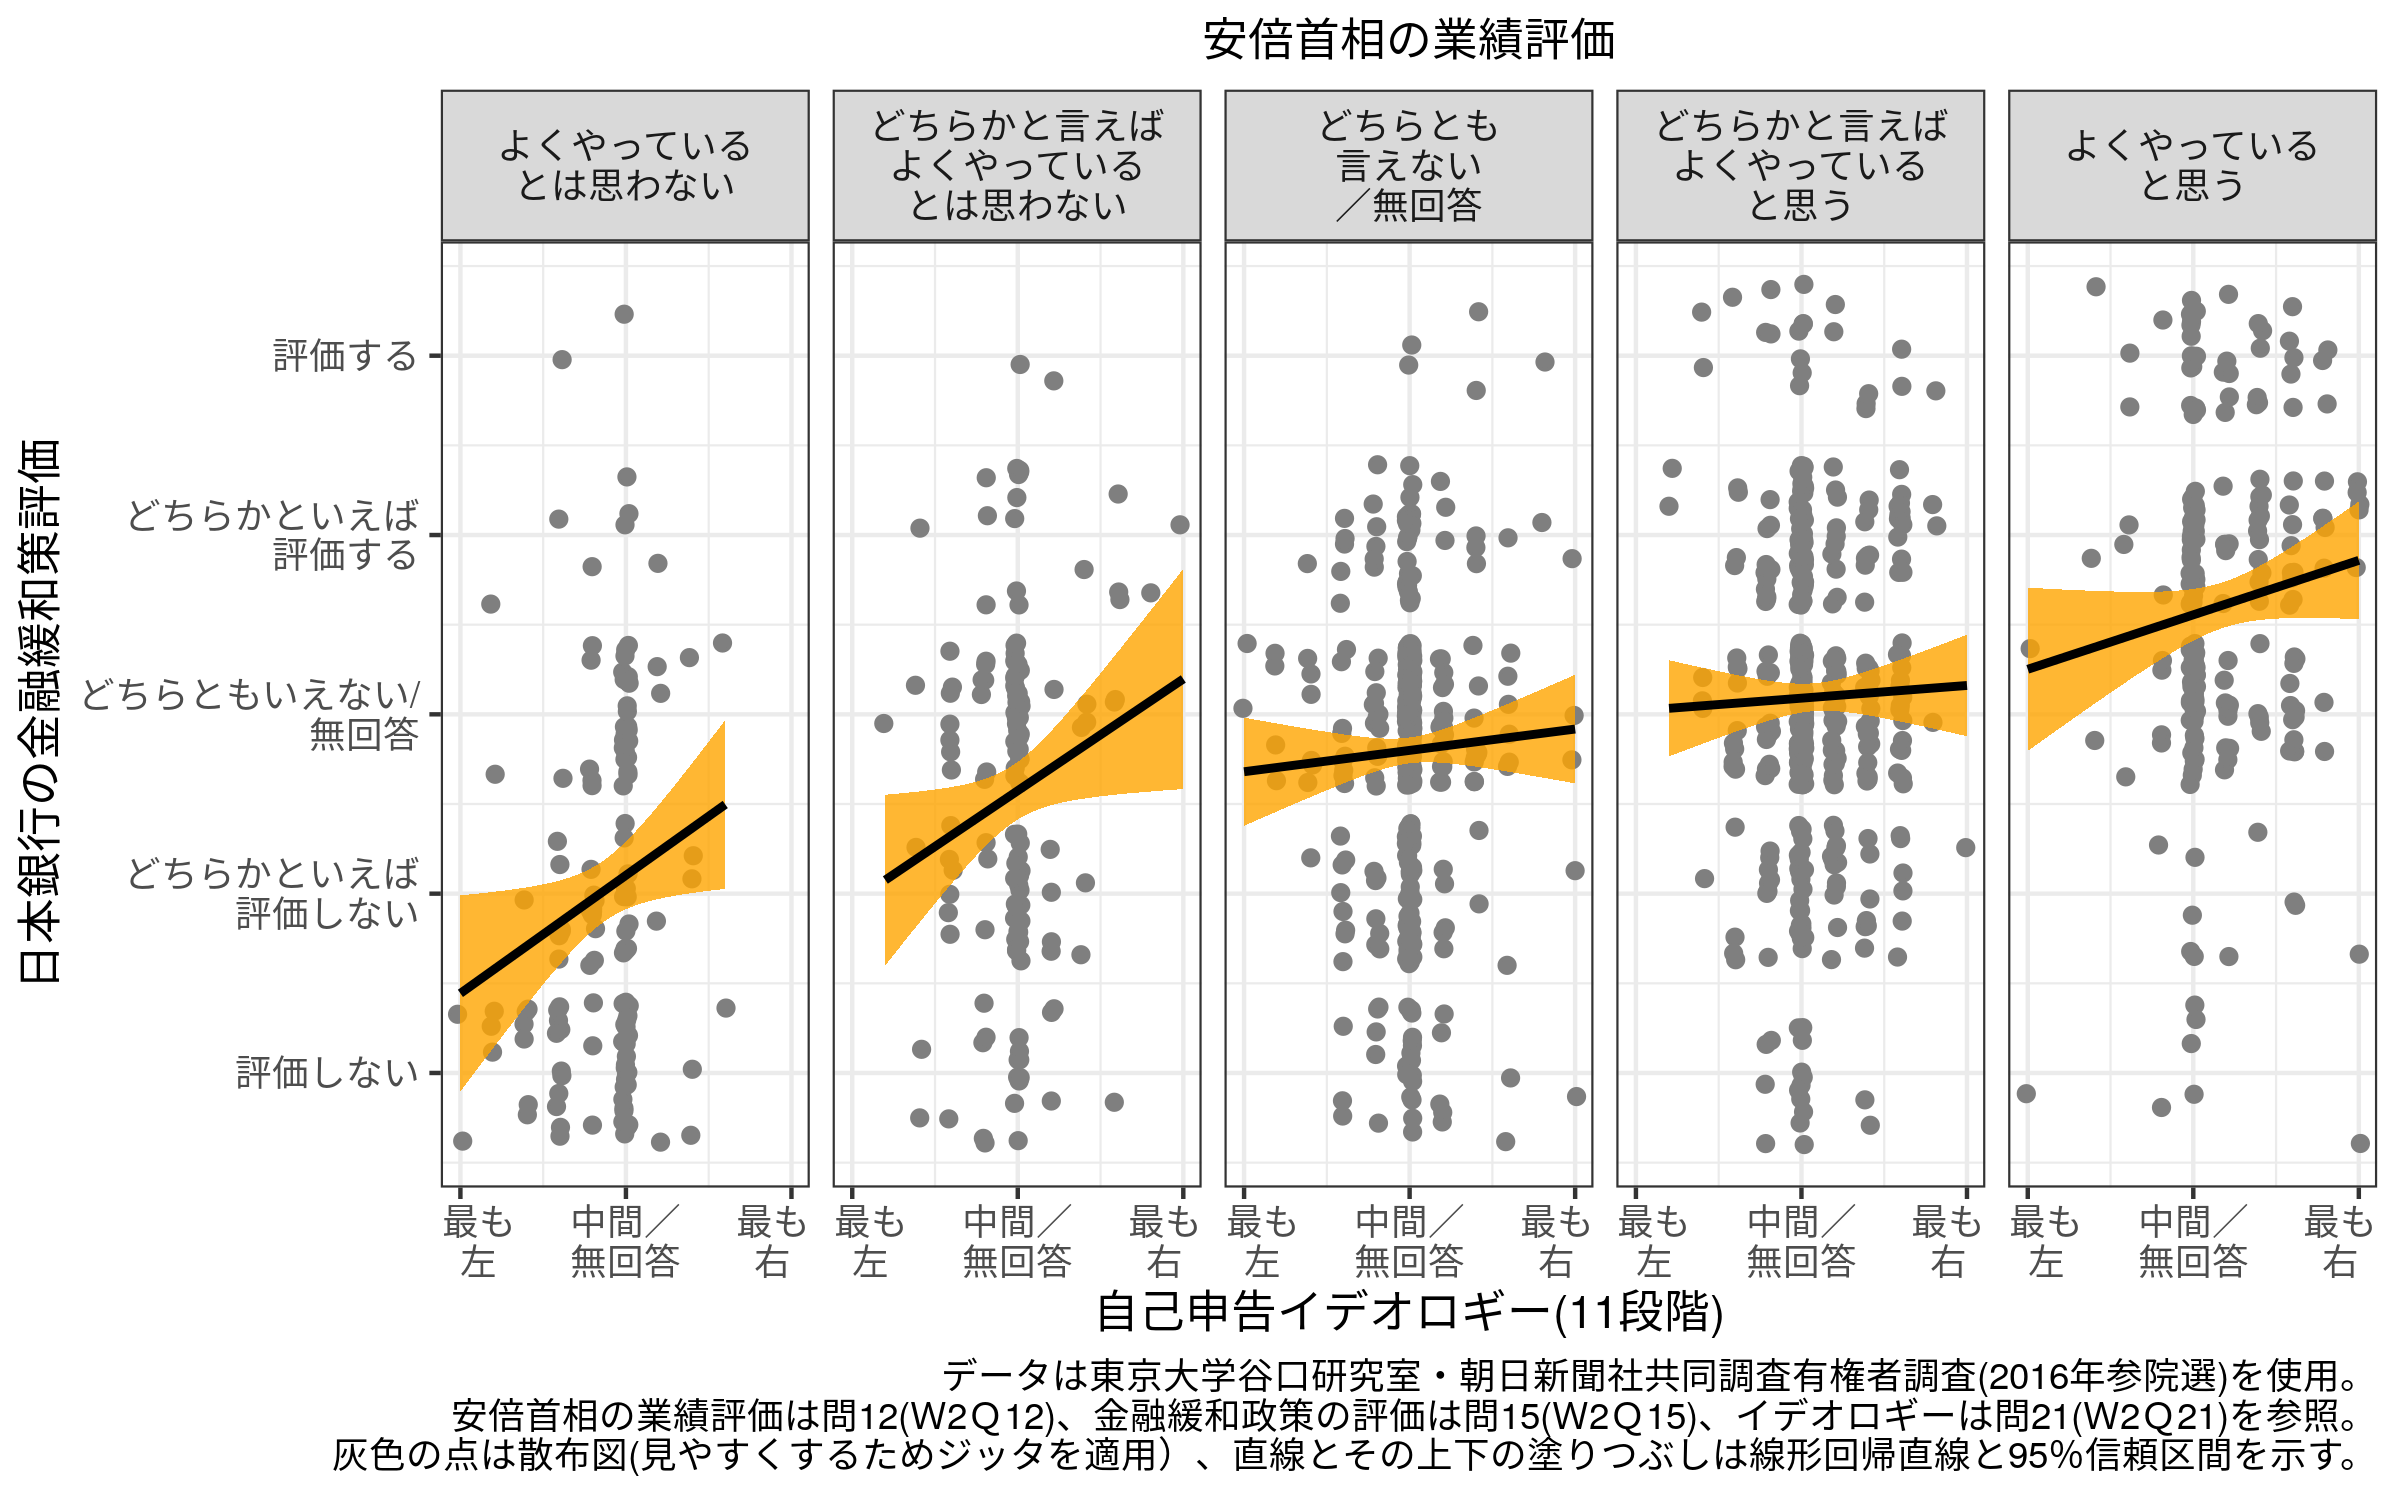 安倍首相の業績評価
よくやっている
とは思わない
どちらかと言えば
よくやっている
とは思わない
どちらとも
言えない
／無回答
どちらかと言えば
よくやっている
と思う
よくやっている
と思う
日本銀行の金融緩和策評価
評価する
どちらかといえば
評価する
どちらともいえない/
無回答
どちらかといえば
評価しない
評価しない
最も
左
中間／
無回答
最も
右
最も
左
中間／
無回答
最も
右
最も
左
中間／
無回答
最も
右
最も
左
中間／
無回答
最も
右
最も
左
中間／
無回答
最も
右
自己申告イデオロギー(11段階)
データは東京大学谷口研究室・朝日新聞社共同調査有権者調査(2016年参院選)を使用。
安倍首相の業績評価は問12(W2Ｑ12)、金融緩和政策の評価は問15(W2Ｑ15)、イデオロギーは問21(W2Ｑ21)を参照。
灰色の点は散布図(見やすくするためジッタを適用）、直線とその上下の塗りつぶしは線形回帰直線と95%信頼区間を示す。